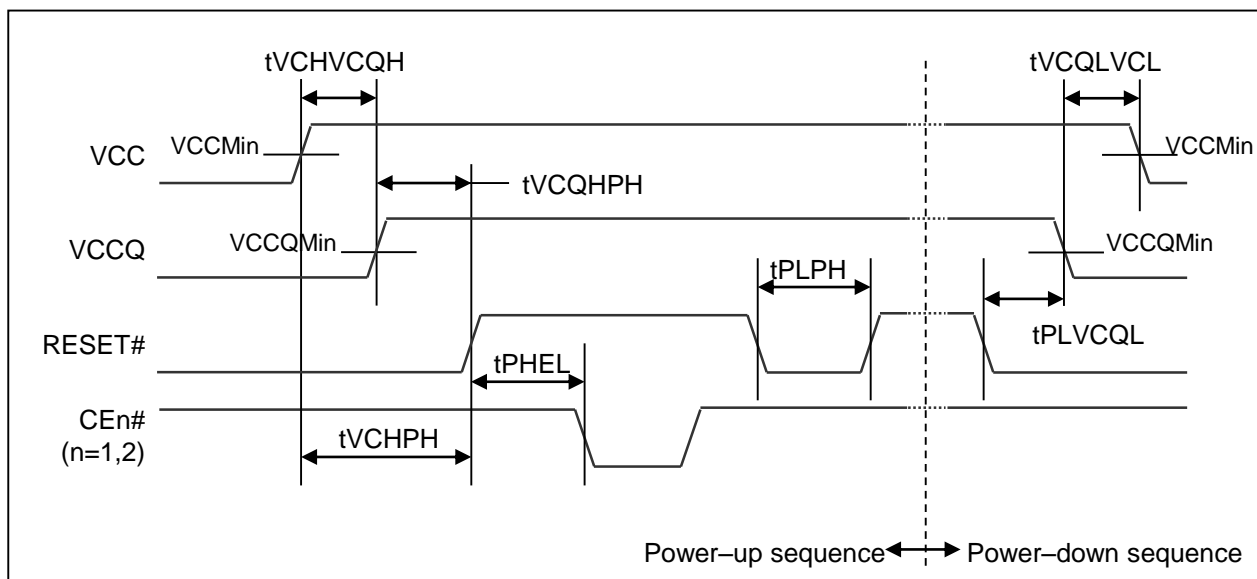 tVCHVCQH
tVCQLVCL
VCC
VCCMin
VCCMin
tVCQHPH
VCCQ
VCCQMin
VCCQMin
tPLPH
RESET#
tPLVCQL
tPHEL
CEn#
(n=1,2)
tVCHPH
Power–up sequence
Power–down sequence